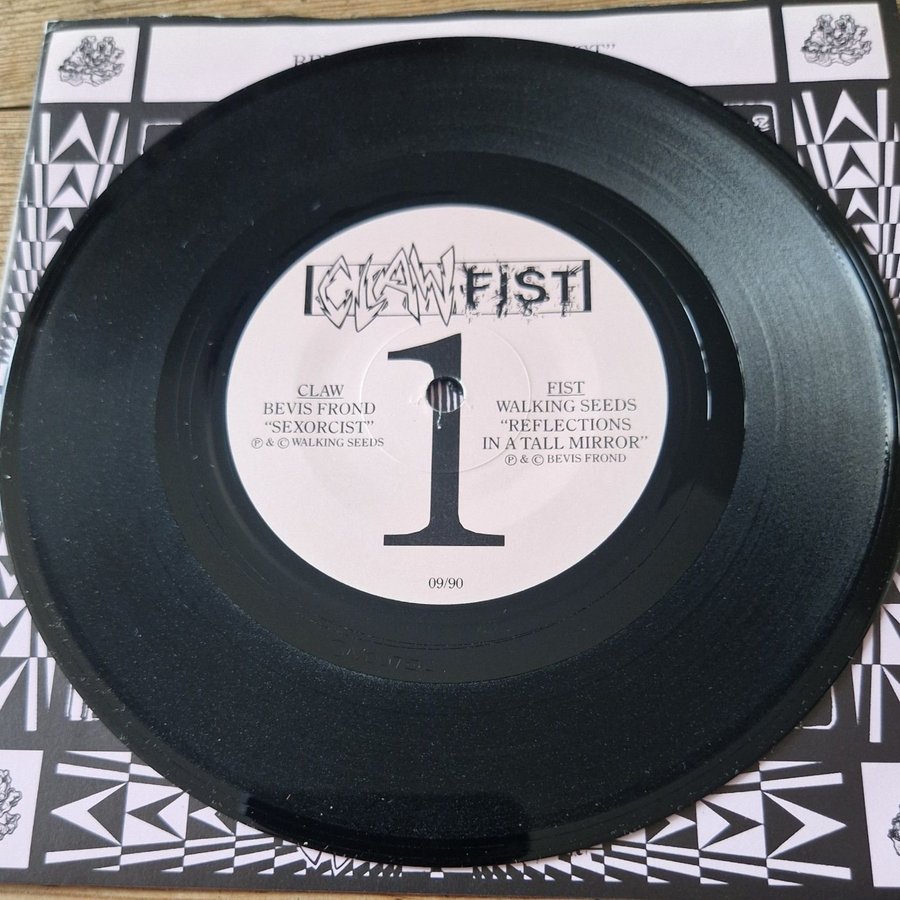 CLAW FIST
1
CLAW
BEVIS FROND
"SEXORCIST"
Ⓟ & © WALKING SEEDS
FIST
WALKING SEEDS
"REFLECTIONS
IN A TALL MIRROR"
Ⓟ & © BEVIS FROND
09/90